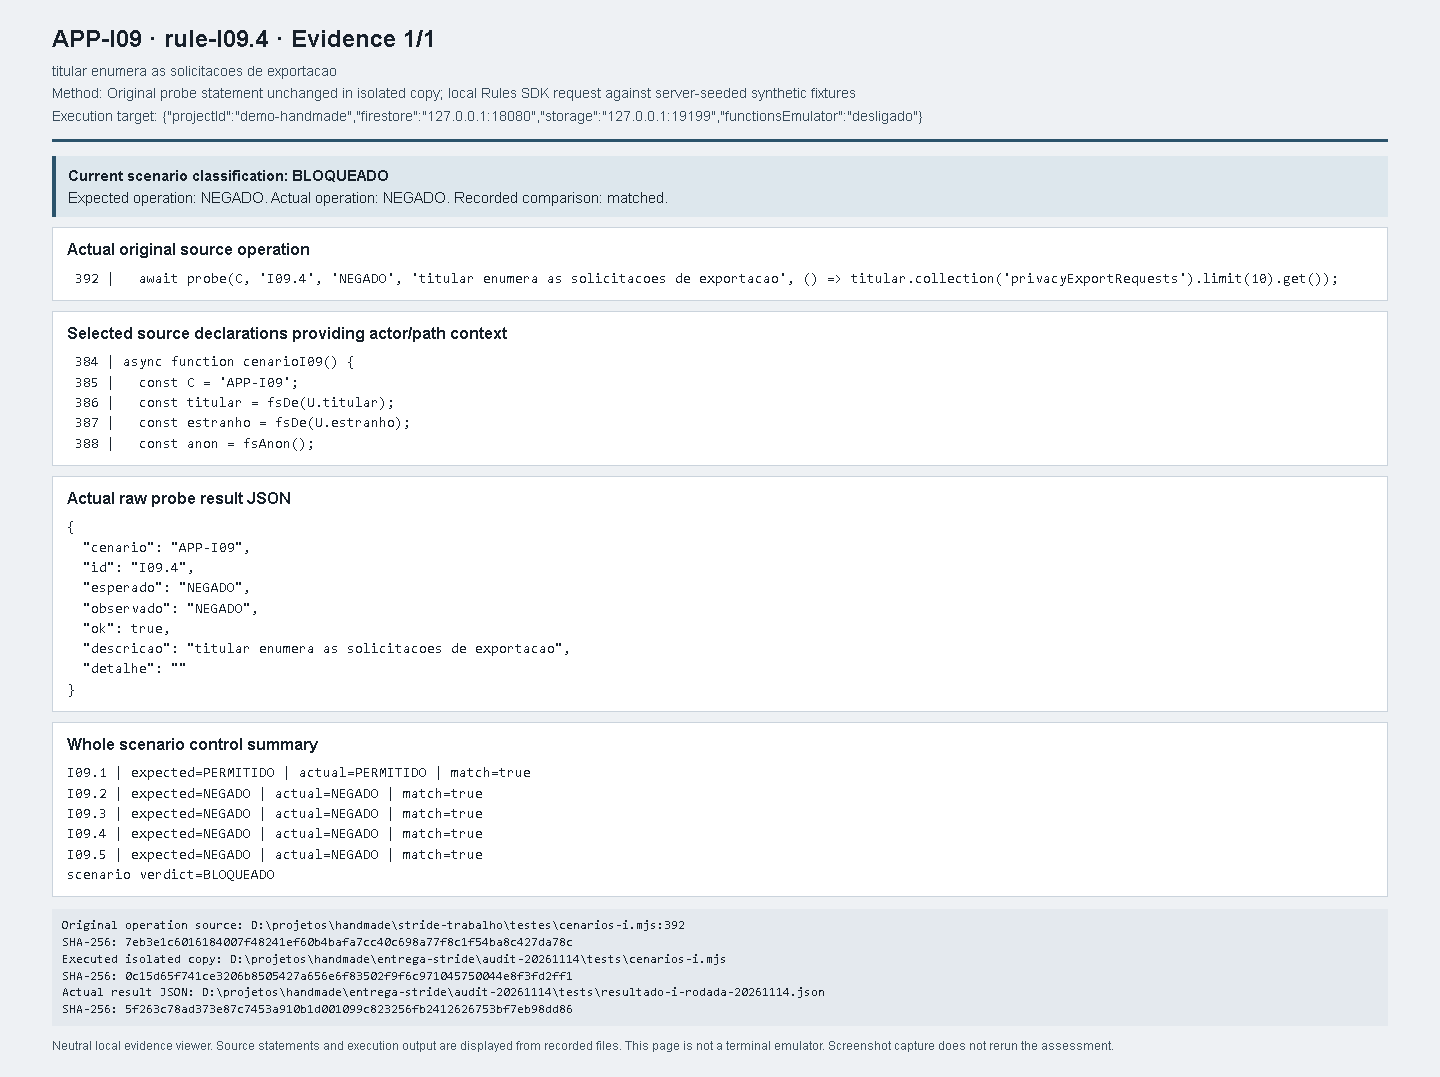 APP-I09 · rule-I09.4 · Evidence 1/1
titular enumera as solicitacoes de exportacao
Method: Original probe statement unchanged in isolated copy; local Rules SDK request against server-seeded synthetic fixtures
Execution target: {"projectId":"demo-handmade","firestore":"127.0.0.1:18080","storage":"127.0.0.1:19199","functionsEmulator":"desligado"}
Current scenario classification: BLOQUEADO
Expected operation: NEGADO. Actual operation: NEGADO. Recorded comparison: matched.
Actual original source operation
392 |   await probe(C, 'I09.4', 'NEGADO', 'titular enumera as solicitacoes de exportacao', () => titular.collection('privacyExportRequests').limit(10).get());
Selected source declarations providing actor/path context
384 | async function cenarioI09() {
385 |   const C = 'APP-I09';
386 |   const titular = fsDe(U.titular);
387 |   const estranho = fsDe(U.estranho);
388 |   const anon = fsAnon();
Actual raw probe result JSON
{
  "cenario": "APP-I09",
  "id": "I09.4",
  "esperado": "NEGADO",
  "observado": "NEGADO",
  "ok": true,
  "descricao": "titular enumera as solicitacoes de exportacao",
  "detalhe": ""
}
Whole scenario control summary
I09.1 | expected=PERMITIDO | actual=PERMITIDO | match=true
I09.2 | expected=NEGADO | actual=NEGADO | match=true
I09.3 | expected=NEGADO | actual=NEGADO | match=true
I09.4 | expected=NEGADO | actual=NEGADO | match=true
I09.5 | expected=NEGADO | actual=NEGADO | match=true
scenario verdict=BLOQUEADO
Original operation source: D:\projetos\handmade\stride-trabalho\testes\cenarios-i.mjs:392
SHA-256: 7eb3e1c6016184007f48241ef60b4bafa7cc40c698a77f8c1f54ba8c427da78c
Executed isolated copy: D:\projetos\handmade\entrega-stride\audit-20261114\tests\cenarios-i.mjs
SHA-256: 0c15d65f741ce3206b8505427a656e6f83502f9f6c971045750044e8f3fd2ff1
Actual result JSON: D:\projetos\handmade\entrega-stride\audit-20261114\tests\resultado-i-rodada-20261114.json
SHA-256: 5f263c78ad373e87c7453a910b1d001099c823256fb2412626753bf7eb98dd86
Neutral local evidence viewer. Source statements and execution output are displayed from recorded files. This page is not a terminal emulator. Screenshot capture does not rerun the assessment.